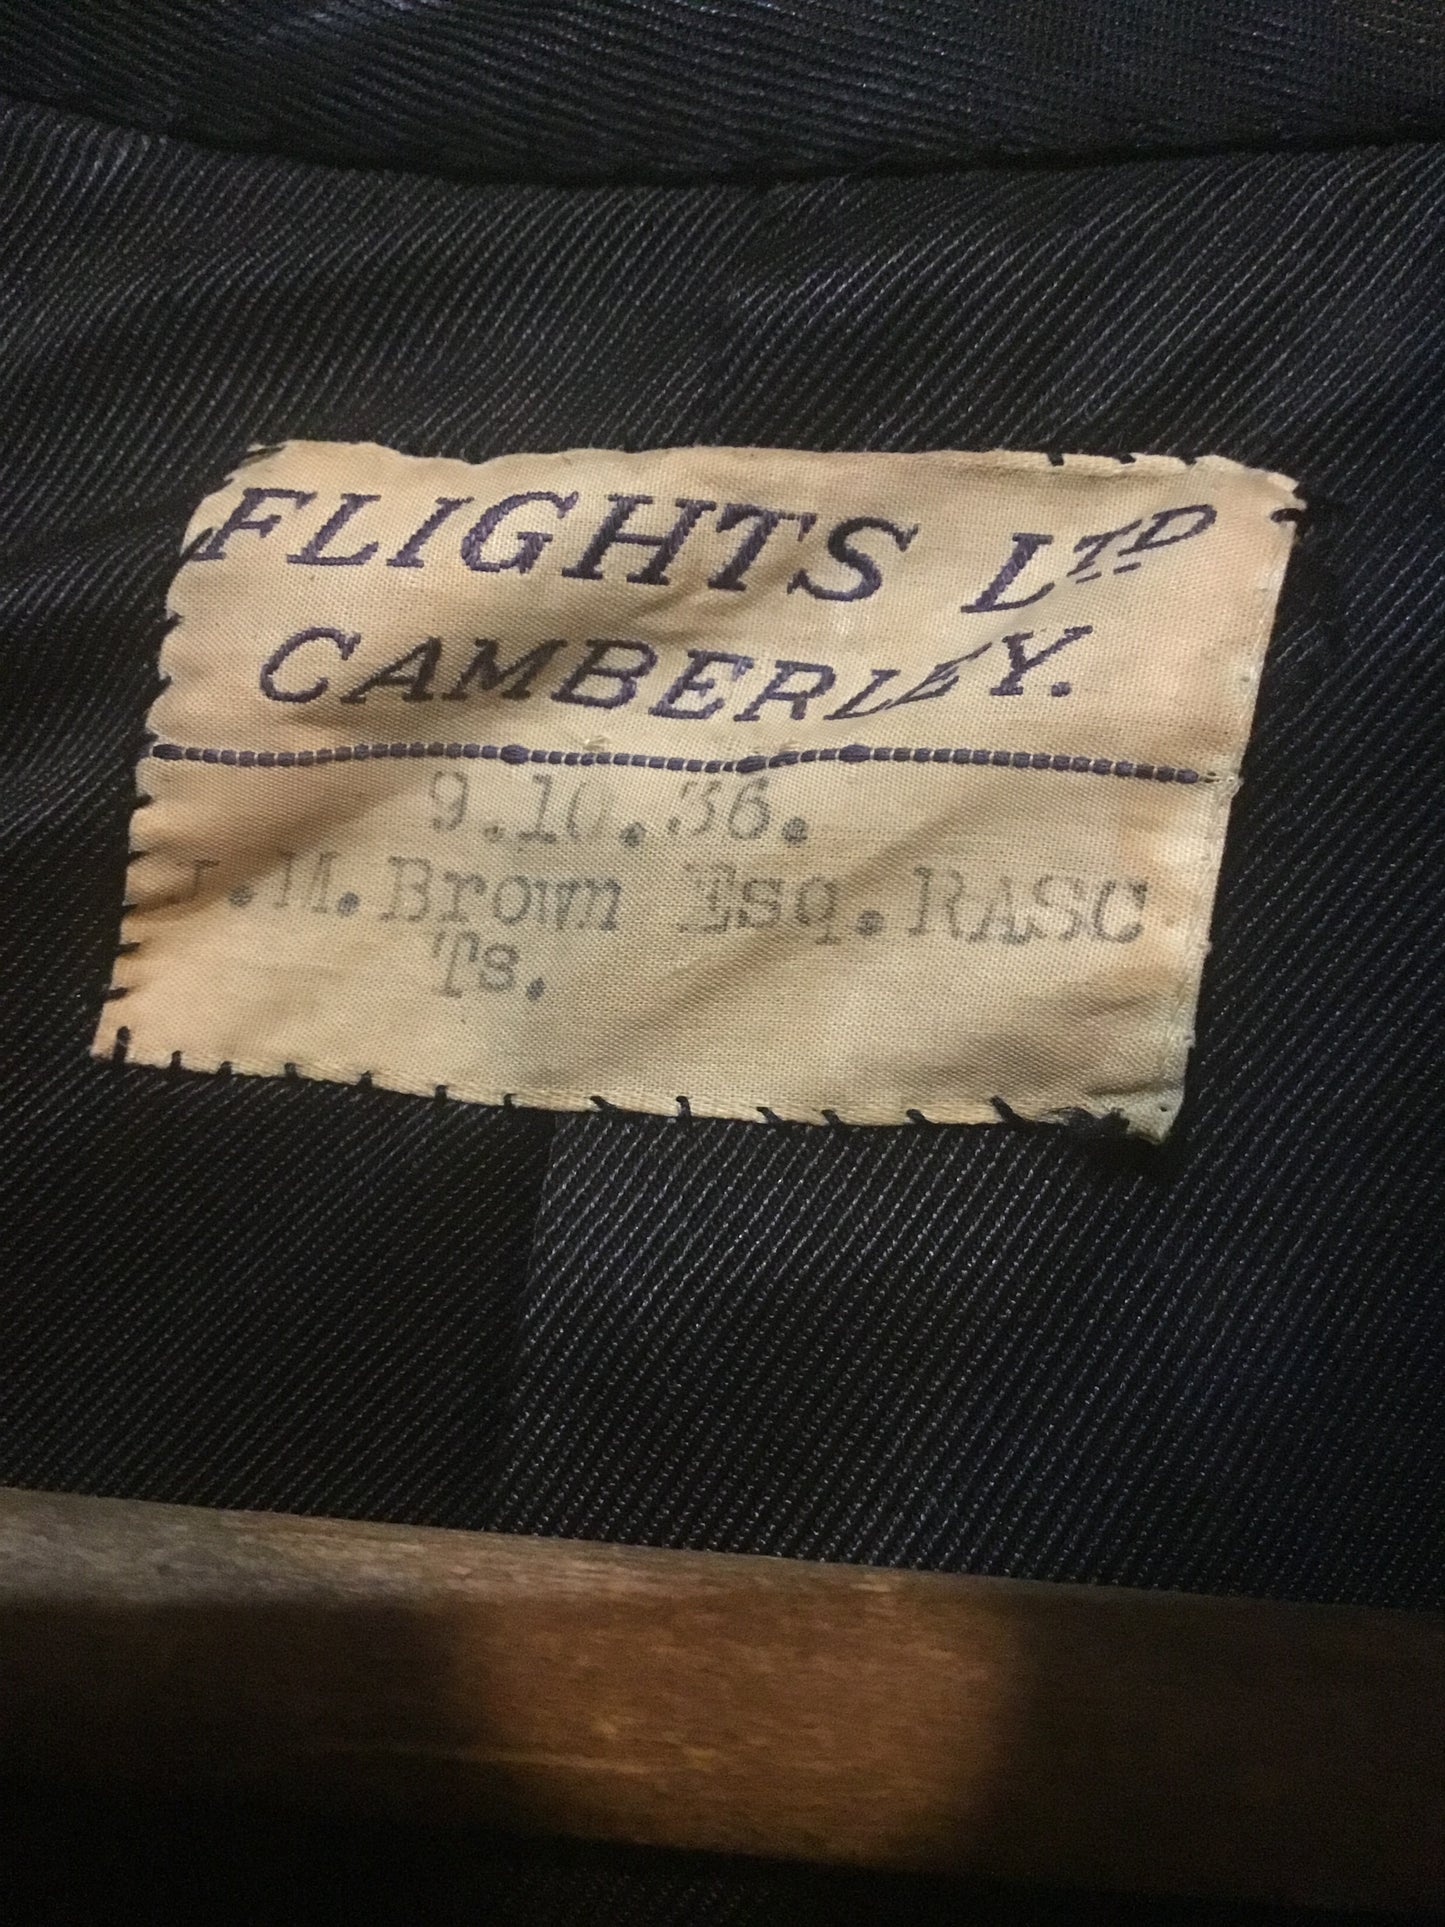 FLIGHTS LTD
CAMBERLEY.
9.10.36.
.M.Brown Esq.RASC
Ts.